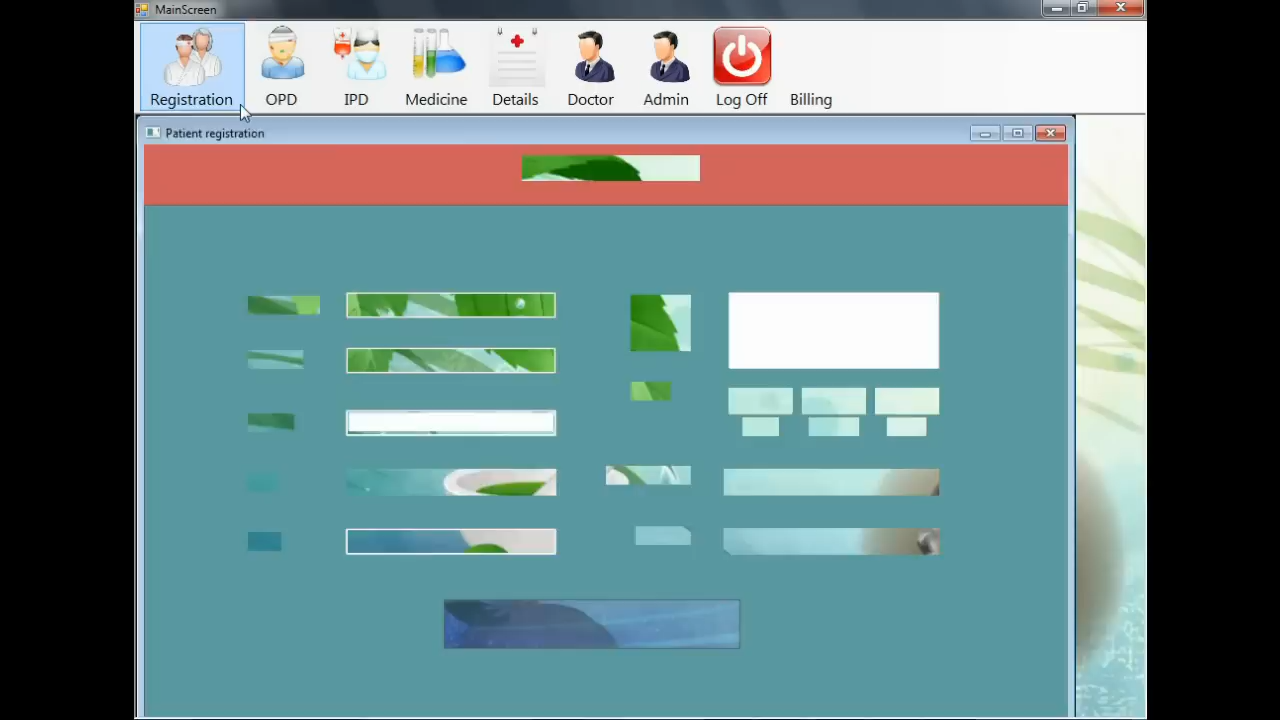 MainScreen
Registration OPD IPD Medicine Details Doctor Admin Log Off Billing
Patient registration